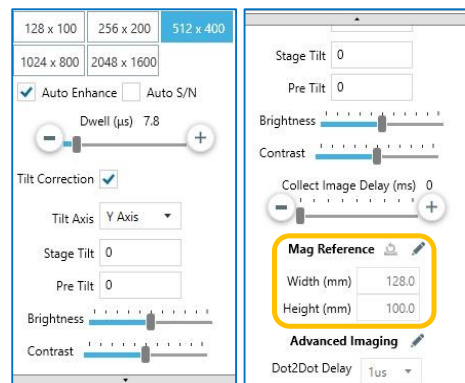 128 x 100
256 x 200
512 x 400
1024 x 800
2048 x 1600
Auto Enhance
Auto S/N
Dwell (µs) 7.8
Tilt Correction
Tilt Axis Y Axis
Stage Tilt 0
Pre Tilt 0
Brightness
Contrast
Stage Tilt 0
Pre Tilt 0
Brightness
Contrast
Collect Image Delay (ms) 0
Mag Reference
Width (mm) 128.0
Height (mm) 100.0
Advanced Imaging
Dot2Dot Delay 1us